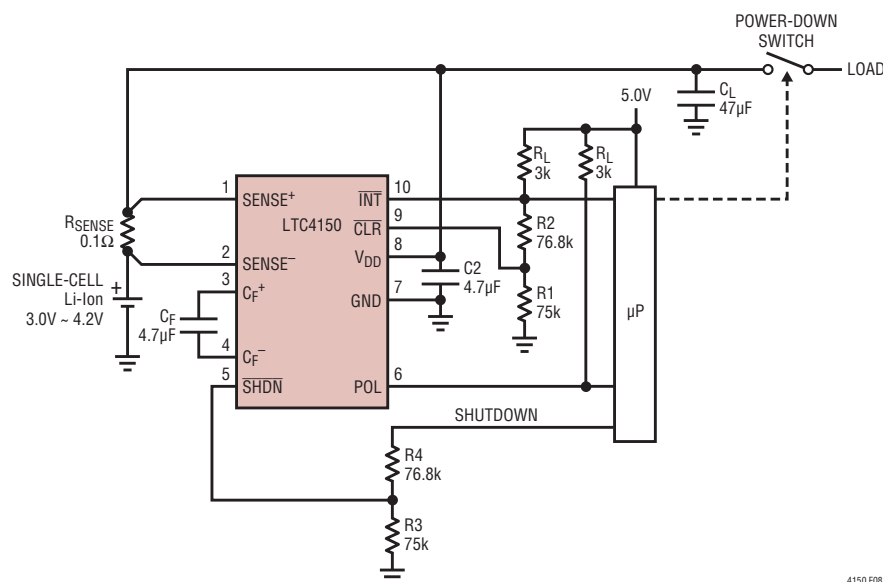 POWER-DOWN
SWITCH
LOAD
CL
47µF
5.0V
RL
3k
RL
3k
RSENSE
0.1Ω
SINGLE-CELL
Li-Ion
3.0V ~ 4.2V
+
CF
4.7µF
1
SENSE+
2
SENSE–
3
CF+
4
CF–
5
SHDN
LTC4150
INT
10
CLR
9
VDD
8
GND
7
POL
6
C2
4.7µF
R2
76.8k
R1
75k
µP
SHUTDOWN
R4
76.8k
R3
75k
4150 F08